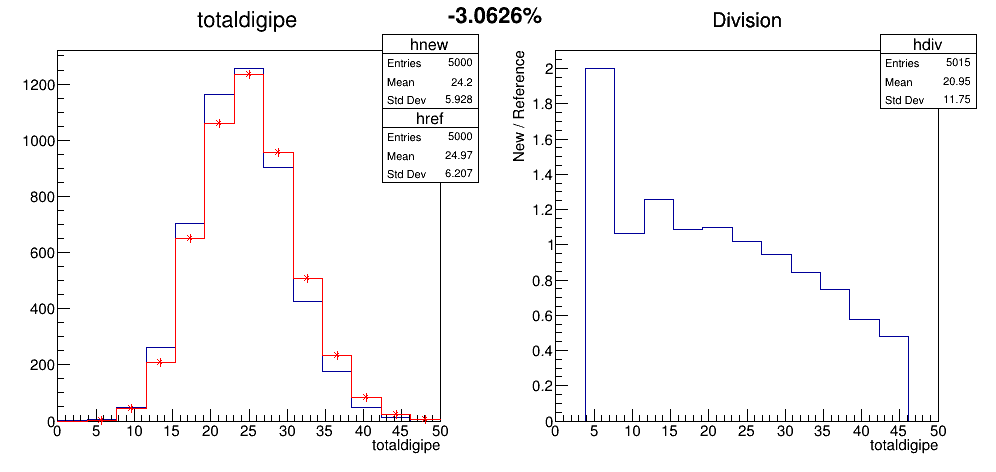 totaldigipe
-3.0626%
Division
hnew
Entries 5000
Mean 24.2
Std Dev 5.928
href
Entries 5000
Mean 24.97
Std Dev 6.207
1200
1000
800
600
400
200
0
0 5 10 15 20 25 30 35 40 45 50
totaldigipe
hdiv
Entries 5015
Mean 20.95
Std Dev 11.75
New / Reference
2
1.8
1.6
1.4
1.2
1
0.8
0.6
0.4
0.2
0
0 5 10 15 20 25 30 35 40 45 50
totaldigipe